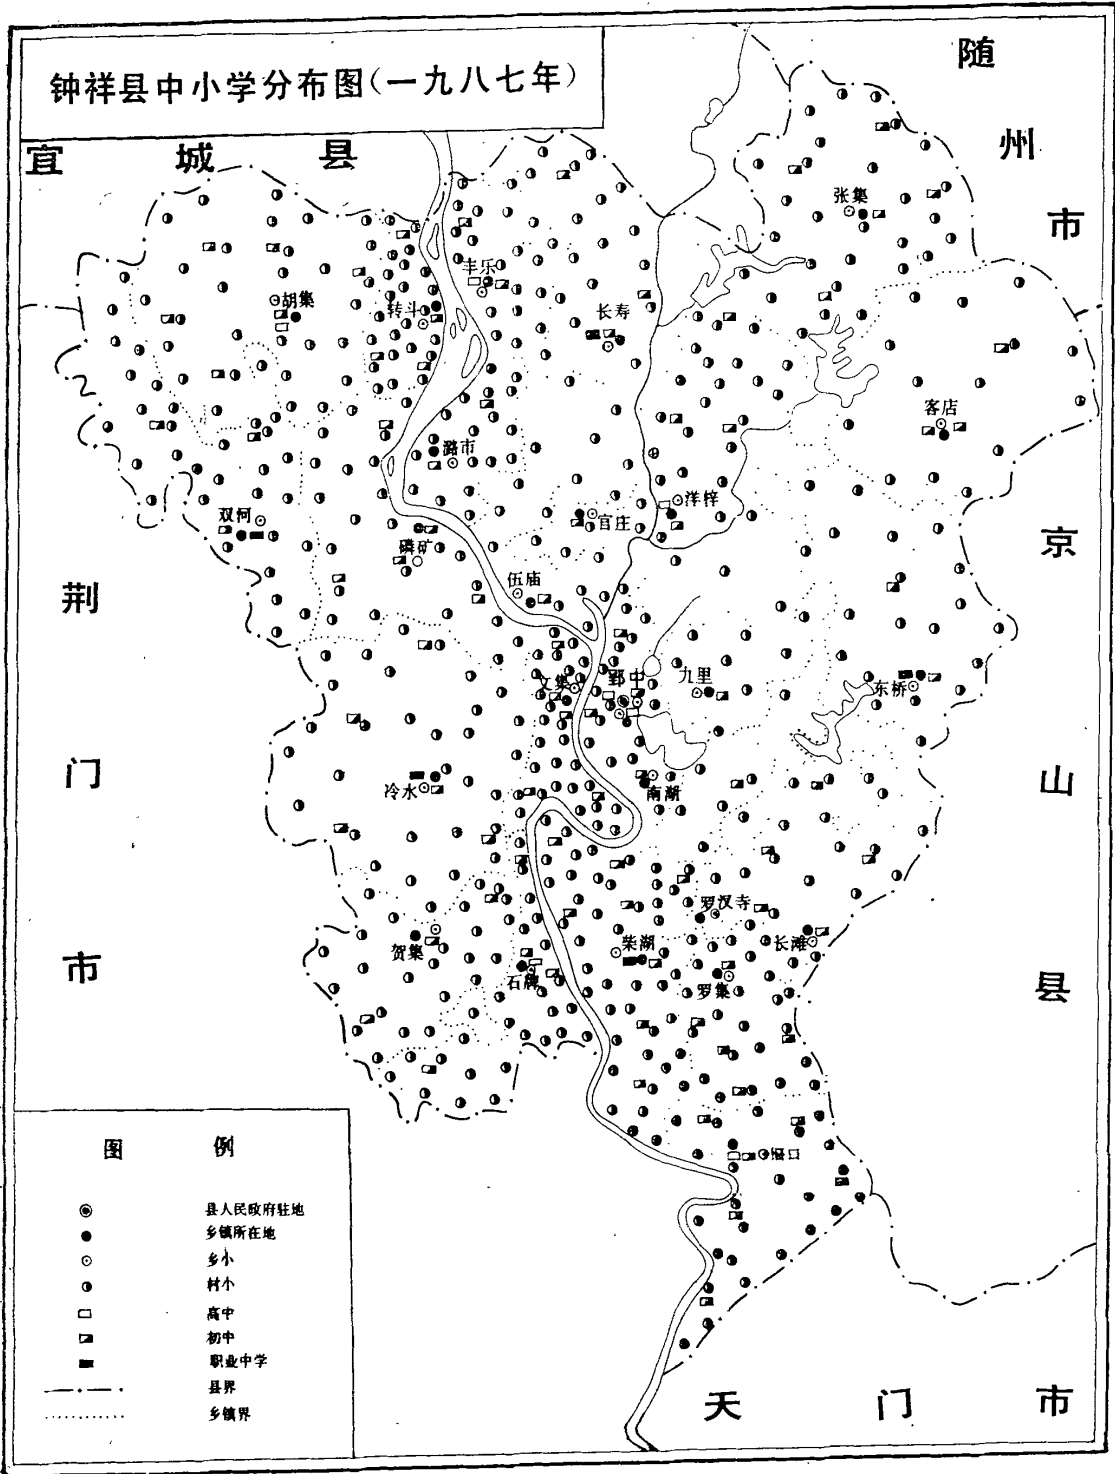 钟祥县中小学分布图(一九八七年)
随
州
市
宜城县
张集
丰乐
胡集
转斗
长寿
客店
潞市
洋梓
双河
官庄
磷矿
京
荆
伍庙
九里
郢中
文集
东桥
门
山
冷水
南湖
罗汉寺
柴湖
长滩
贺集
市
石牌
罗集
县
图例
县人民政府驻地
乡镇所在地
乡小
村小
高中
初中
职业中学
县界
乡镇界
天门市